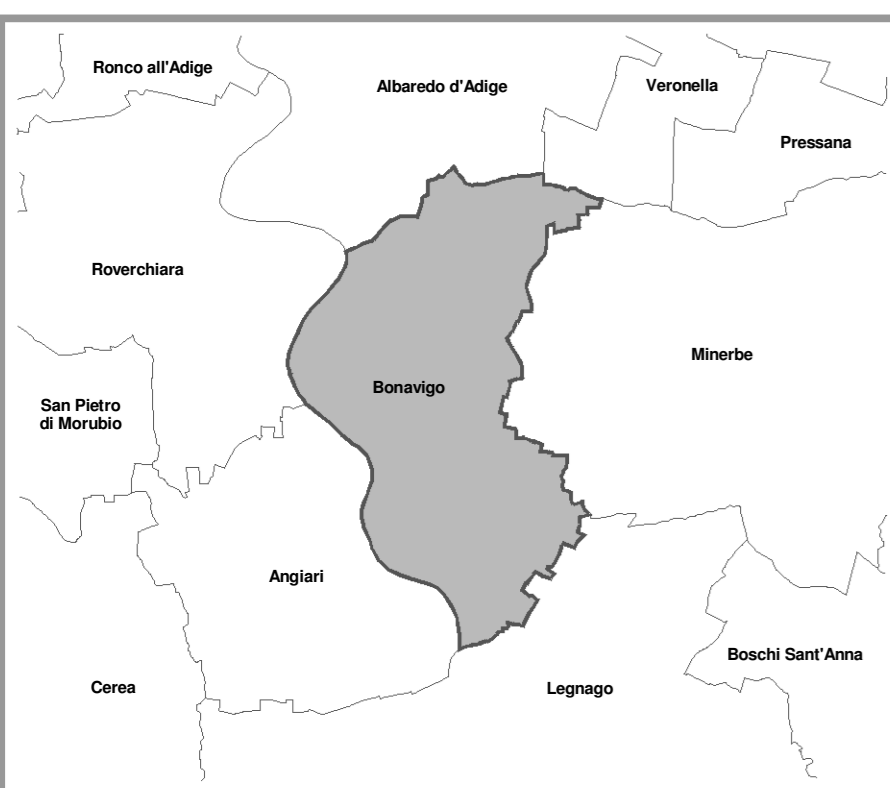 Ronco all'Adige
Albaredo d'Adige
Veronella
Pressana
Roverchiara
Minerbe
Bonavigo
San Pietro
di Morubio
Angiari
Boschi Sant'Anna
Cerea
Legnago